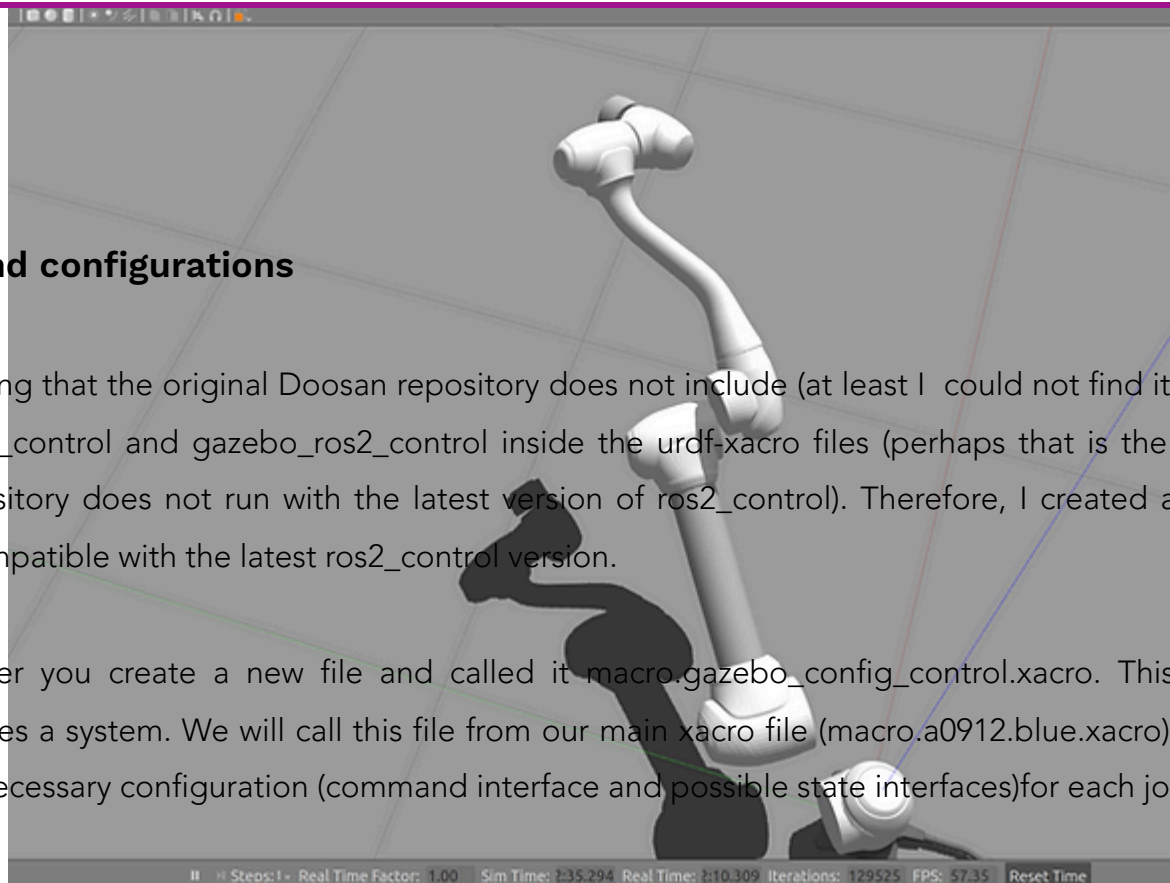 nd configurations
ng that the original Doosan repository does not include (at least I could not find it
_control and gazebo_ros2_control inside the urdf-xacro files (perhaps that is the
sitory does not run with the latest version of ros2_control). Therefore, I created a
mpatible with the latest ros2_control version.
er you create a new file and called it macro.gazebo_config_control.xacro. This
es a system. We will call this file from our main xacro file (macro.a0912.blue.xacro)
ecessary configuration (command interface and possible state interfaces)for each jo
Steps: 1 Real Time Factor: 1.00 Sim Time: 2:35.294 Real Time: 2:10.309 Iterations: 129525 FPS: 57.35 Reset Time